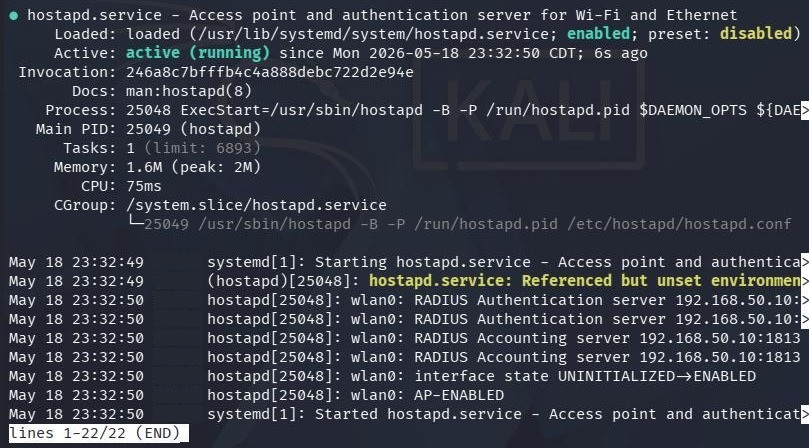 ● hostapd.service - Access point and authentication server for Wi-Fi and Ethernet
Loaded: loaded (/usr/lib/systemd/system/hostapd.service; enabled; preset: disabled)
Active: active (running) since Mon 2026-05-18 23:32:50 CDT; 6s ago
Invocation: 246a8c7bfffb4c4a888debc722d2e94e
Docs: man:hostapd(8)
Process: 25048 ExecStart=/usr/sbin/hostapd -B -P /run/hostapd.pid $DAEMON_OPTS ${DAE>
Main PID: 25049 (hostapd)
Tasks: 1 (limit: 6893)
Memory: 1.6M (peak: 2M)
CPU: 75ms
CGroup: /system.slice/hostapd.service
└─25049 /usr/sbin/hostapd -B -P /run/hostapd.pid /etc/hostapd/hostapd.conf
May 18 23:32:49 systemd[1]: Starting hostapd.service - Access point and authentica>
May 18 23:32:49 (hostapd)[25048]: hostapd.service: Referenced but unset environmen>
May 18 23:32:50 hostapd[25048]: wlan0: RADIUS Authentication server 192.168.50.10:>
May 18 23:32:50 hostapd[25048]: wlan0: RADIUS Authentication server 192.168.50.10:>
May 18 23:32:50 hostapd[25048]: wlan0: RADIUS Accounting server 192.168.50.10:1813
May 18 23:32:50 hostapd[25048]: wlan0: RADIUS Accounting server 192.168.50.10:1813
May 18 23:32:50 hostapd[25048]: wlan0: interface state UNINITIALIZED->ENABLED
May 18 23:32:50 hostapd[25048]: wlan0: AP-ENABLED
May 18 23:32:50 systemd[1]: Started hostapd.service - Access point and authenticat>
lines 1-22/22 (END)
KALI